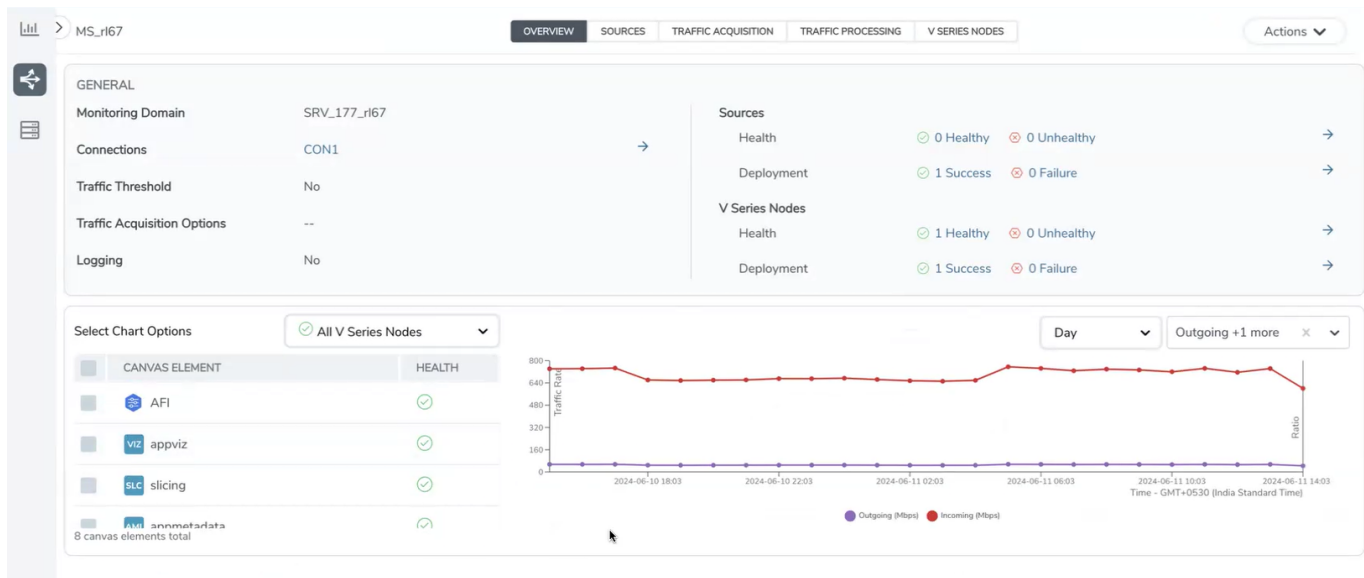 MS_rl67
OVERVIEW SOURCES TRAFFIC ACQUISITION TRAFFIC PROCESSING V SERIES NODES
Actions
GENERAL
Monitoring Domain SRV_177_rl67
Connections CON1
Traffic Threshold No
Traffic Acquisition Options --
Logging No
Sources
Health 0 Healthy 0 Unhealthy
Deployment 1 Success 0 Failure
V Series Nodes
Health 1 Healthy 0 Unhealthy
Deployment 1 Success 0 Failure
Select Chart Options All V Series Nodes
Day Outgoing +1 more
CANVAS ELEMENT HEALTH
AFI
VIZ appviz
SLC slicing
AMI appmetadata
8 canvas elements total
800
640
480
320
160
0
Traffic Rate
Ratio
2024-06-10 18:03 2024-06-10 22:03 2024-06-11 02:03 2024-06-11 06:03 2024-06-11 10:03 2024-06-11 14:03
Time - GMT+0530 (India Standard Time)
Outgoing (Mbps) Incoming (Mbps)